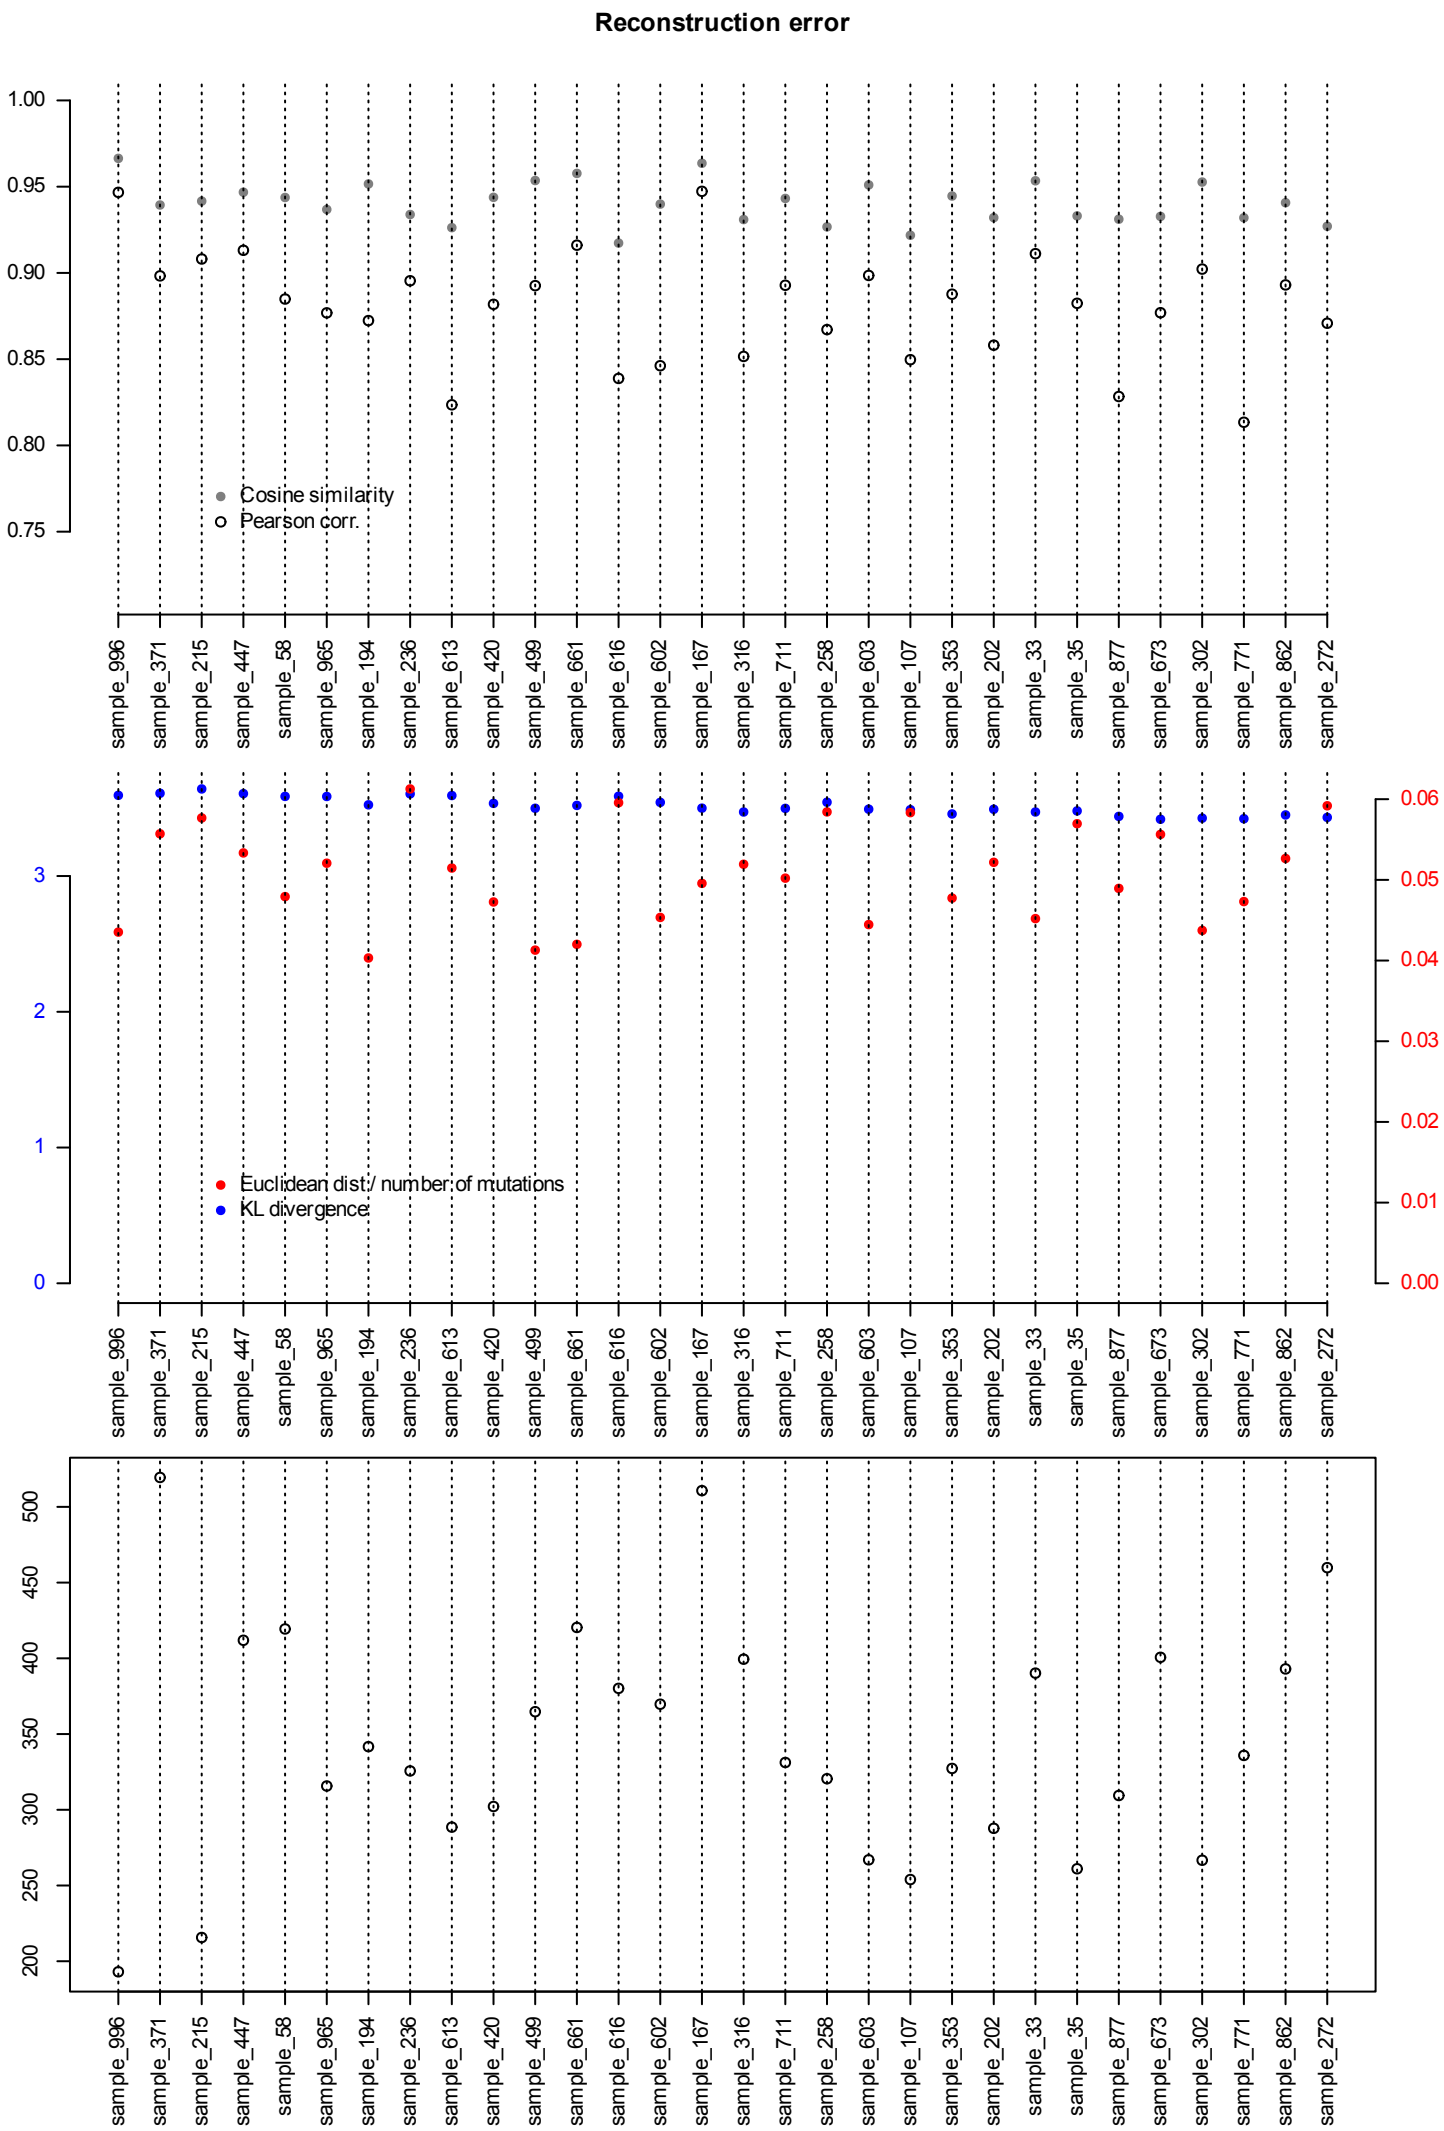 Reconstruction error
1.00
0.95
0.90
0.85
0.80
0.75
Cosine similarity
Pearson corr.
sample_996
sample_371
sample_215
sample_447
sample_58
sample_965
sample_194
sample_236
sample_613
sample_420
sample_499
sample_661
sample_616
sample_602
sample_167
sample_316
sample_711
sample_258
sample_603
sample_107
sample_353
sample_202
sample_33
sample_35
sample_877
sample_673
sample_302
sample_771
sample_862
sample_272
3
2
1
0
0.06
0.05
0.04
0.03
0.02
0.01
0.00
Euclidean dist./ number of mutations
KL divergence
sample_996
sample_371
sample_215
sample_447
sample_58
sample_965
sample_194
sample_236
sample_613
sample_420
sample_499
sample_661
sample_616
sample_602
sample_167
sample_316
sample_711
sample_258
sample_603
sample_107
sample_353
sample_202
sample_33
sample_35
sample_877
sample_673
sample_302
sample_771
sample_862
sample_272
500
450
400
350
300
250
200
sample_996
sample_371
sample_215
sample_447
sample_58
sample_965
sample_194
sample_236
sample_613
sample_420
sample_499
sample_661
sample_616
sample_602
sample_167
sample_316
sample_711
sample_258
sample_603
sample_107
sample_353
sample_202
sample_33
sample_35
sample_877
sample_673
sample_302
sample_771
sample_862
sample_272